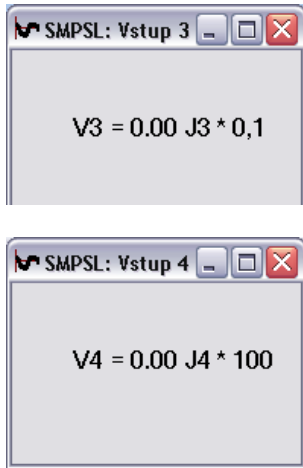 SMPSL: Vstup 3
V3 = 0.00 J3 * 0,1
SMPSL: Vstup 4
V4 = 0.00 J4 * 100